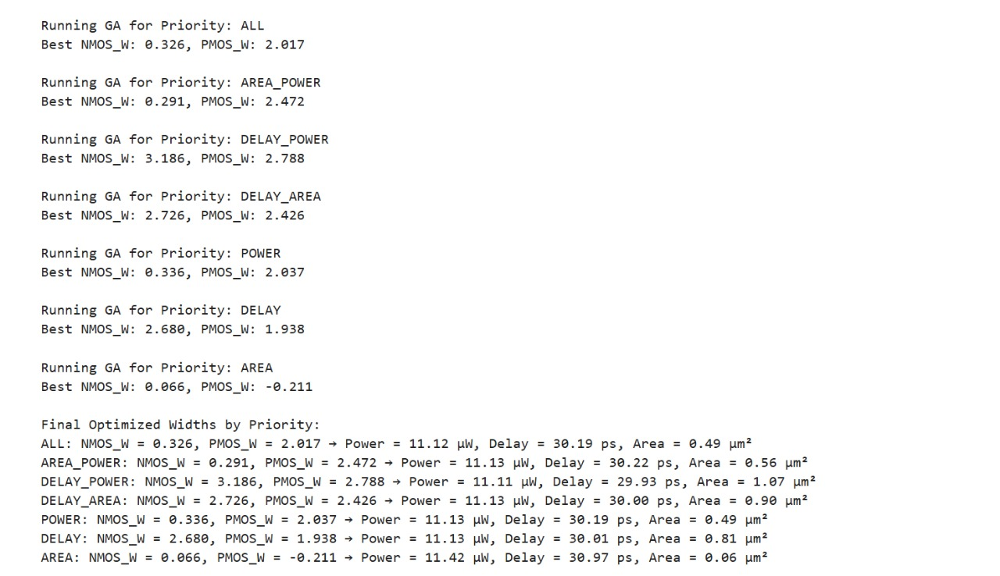 Running GA for Priority: ALL
Best NMOS_W: 0.326, PMOS_W: 2.017
Running GA for Priority: AREA_POWER
Best NMOS_W: 0.291, PMOS_W: 2.472
Running GA for Priority: DELAY_POWER
Best NMOS_W: 3.186, PMOS_W: 2.788
Running GA for Priority: DELAY_AREA
Best NMOS_W: 2.726, PMOS_W: 2.426
Running GA for Priority: POWER
Best NMOS_W: 0.336, PMOS_W: 2.037
Running GA for Priority: DELAY
Best NMOS_W: 2.680, PMOS_W: 1.938
Running GA for Priority: AREA
Best NMOS_W: 0.066, PMOS_W: -0.211
Final Optimized Widths by Priority:
ALL: NMOS_W = 0.326, PMOS_W = 2.017 → Power = 11.12 µW, Delay = 30.19 ps, Area = 0.49 µm²
AREA_POWER: NMOS_W = 0.291, PMOS_W = 2.472 → Power = 11.13 µW, Delay = 30.22 ps, Area = 0.56 µm²
DELAY_POWER: NMOS_W = 3.186, PMOS_W = 2.788 → Power = 11.11 µW, Delay = 29.93 ps, Area = 1.07 µm²
DELAY_AREA: NMOS_W = 2.726, PMOS_W = 2.426 → Power = 11.13 µW, Delay = 30.00 ps, Area = 0.90 µm²
POWER: NMOS_W = 0.336, PMOS_W = 2.037 → Power = 11.13 µW, Delay = 30.19 ps, Area = 0.49 µm²
DELAY: NMOS_W = 2.680, PMOS_W = 1.938 → Power = 11.13 µW, Delay = 30.01 ps, Area = 0.81 µm²
AREA: NMOS_W = 0.066, PMOS_W = -0.211 → Power = 11.42 µW, Delay = 30.97 ps, Area = 0.06 µm²